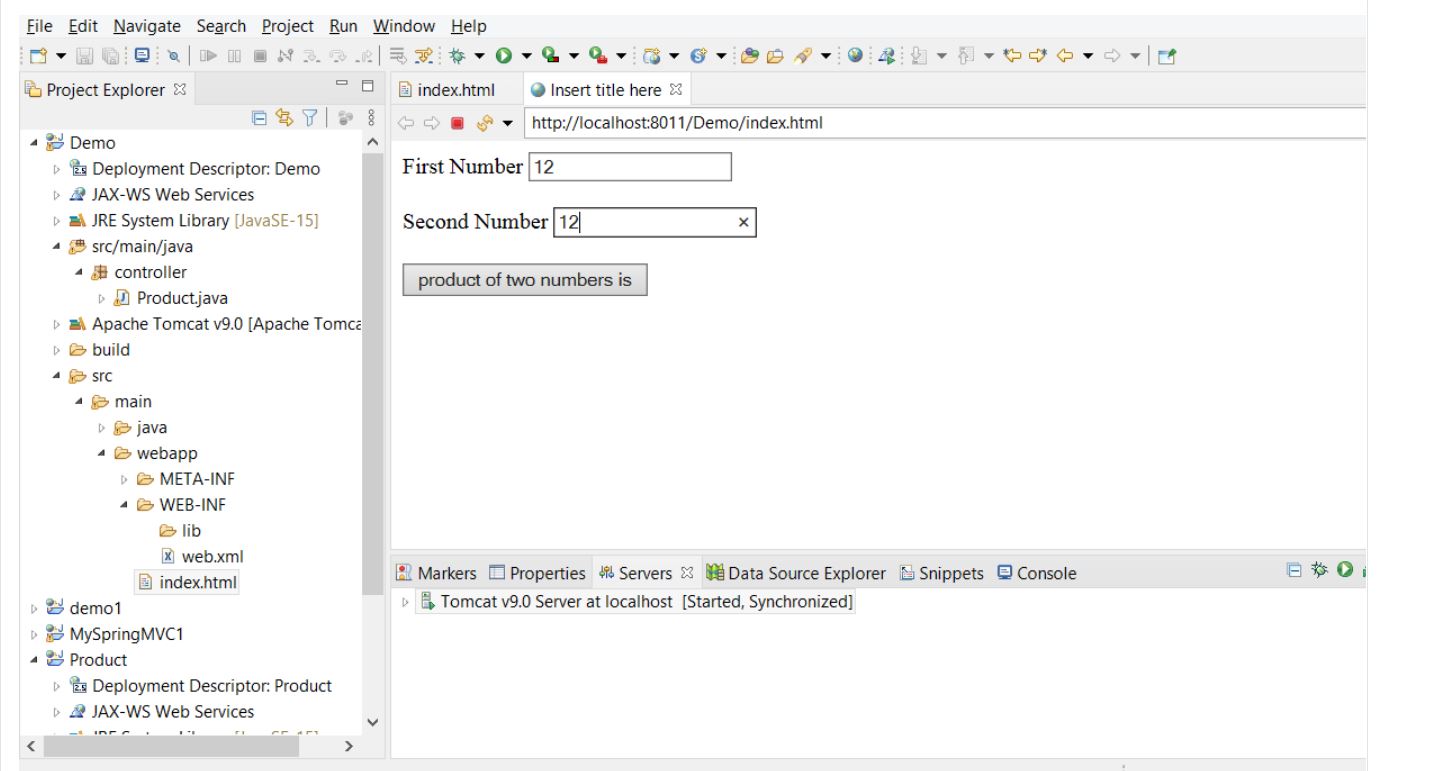 File Edit Navigate Search Project Run Window Help
Project Explorer
index.html
Insert title here
http://localhost:8011/Demo/index.html
Demo
Deployment Descriptor: Demo
JAX-WS Web Services
JRE System Library [JavaSE-15]
src/main/java
controller
Product.java
Apache Tomcat v9.0 [Apache Tomca
build
src
main
java
webapp
META-INF
WEB-INF
lib
web.xml
index.html
demo1
MySpringMVC1
Product
Deployment Descriptor: Product
JAX-WS Web Services
First Number 12
Second Number 12
product of two numbers is
Markers Properties Servers Data Source Explorer Snippets Console
Tomcat v9.0 Server at localhost [Started, Synchronized]